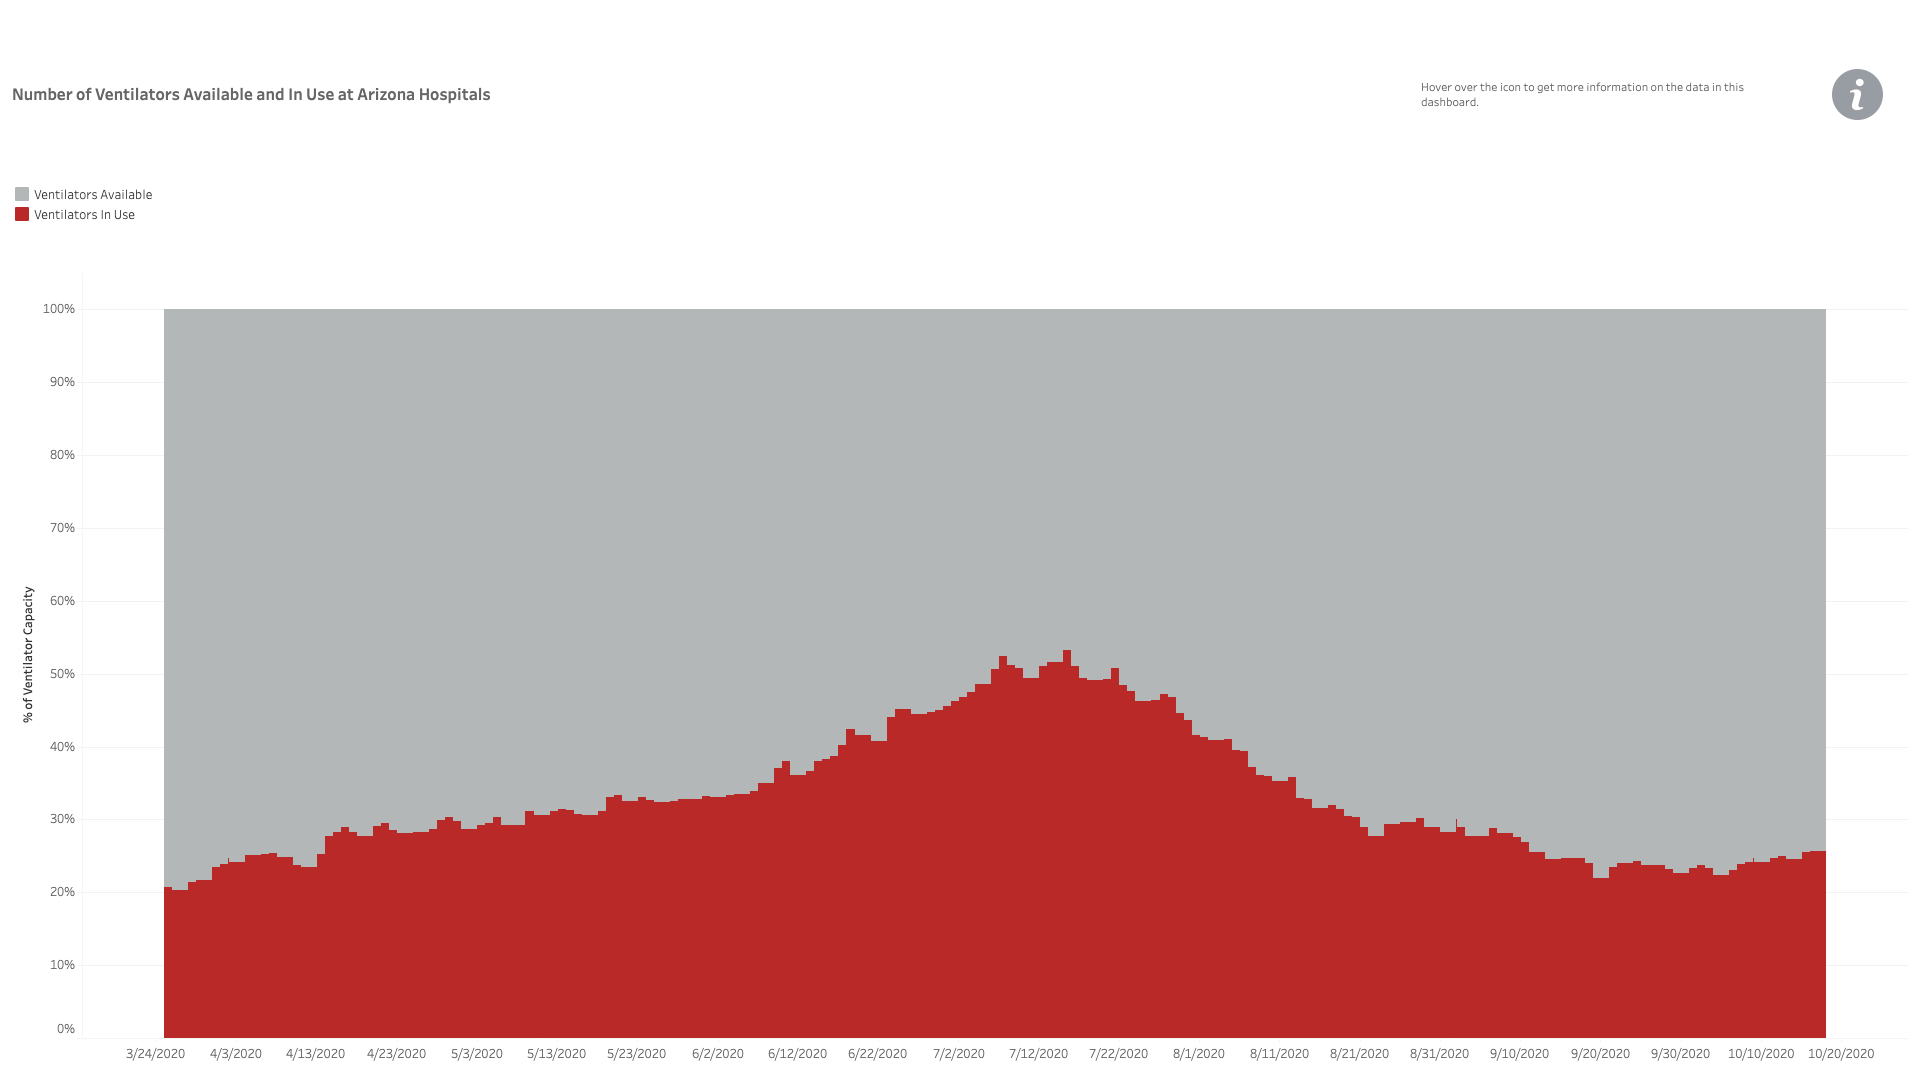 Number of Ventilators Available and In Use at Arizona Hospitals
Hover over the icon to get more information on the data in this
dashboard.
i
Ventilators Available
Ventilators In Use
% of Ventilator Capacity
100%
90%
80%
70%
60%
50%
40%
30%
20%
10%
0%
3/24/2020 4/3/2020 4/13/2020 4/23/2020 5/3/2020 5/13/2020 5/23/2020 6/2/2020 6/12/2020 6/22/2020 7/2/2020 7/12/2020 7/22/2020 8/1/2020 8/11/2020 8/21/2020 8/31/2020 9/10/2020 9/20/2020 9/30/2020 10/10/2020 10/20/2020